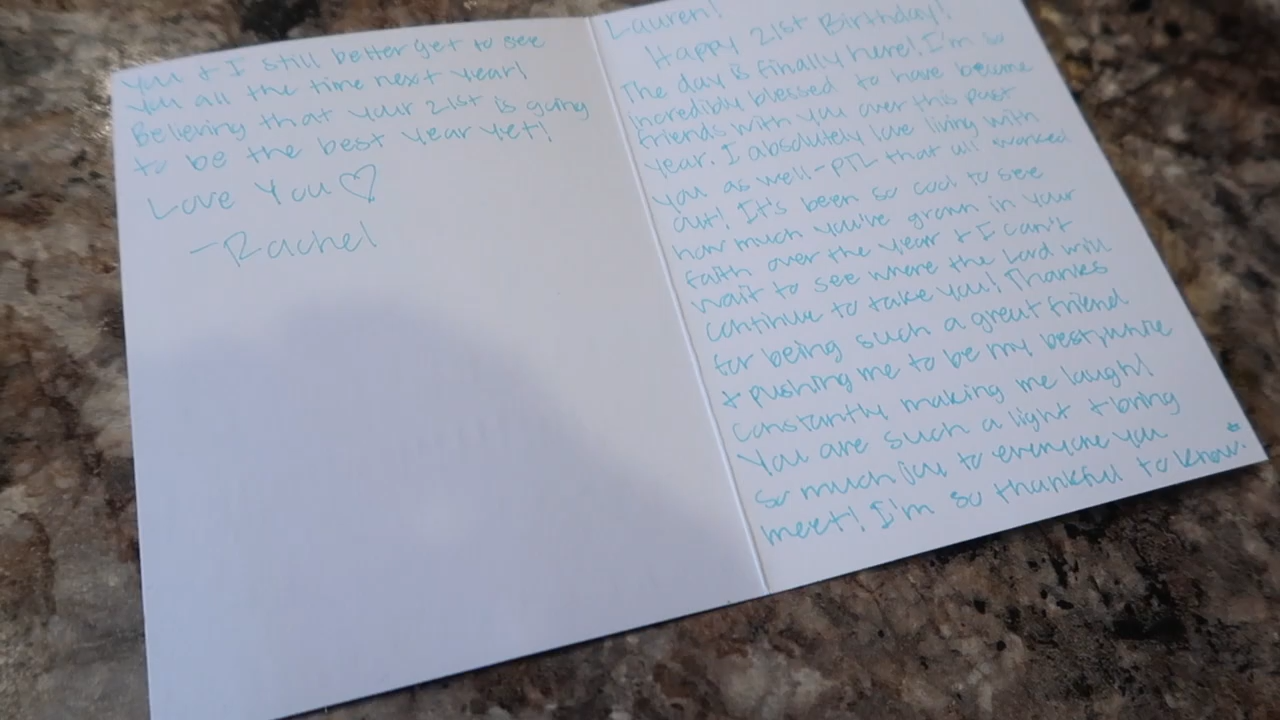 Lauren!
Happy 21st Birthday!
The day is finally here! I'm so
incredibly blessed to have become
friends with you over this past
year. I absolutely love living with
you as well-PTL that all worked
out! It's been so cool to see
how much you've grown in your
faith over the year & I can't
wait to see where the Lord will
continue to take you! Thanks
for being such a great friend
& pushing me to be my best, while
constantly making me laugh!
You are such a light & bring
so much joy to everyone you
meet! I'm so thankful to know.
you & I still better get to see
you all the time next year!
Believing that your 21st is going
to be the best year yet!
Love You♡
-Rachel